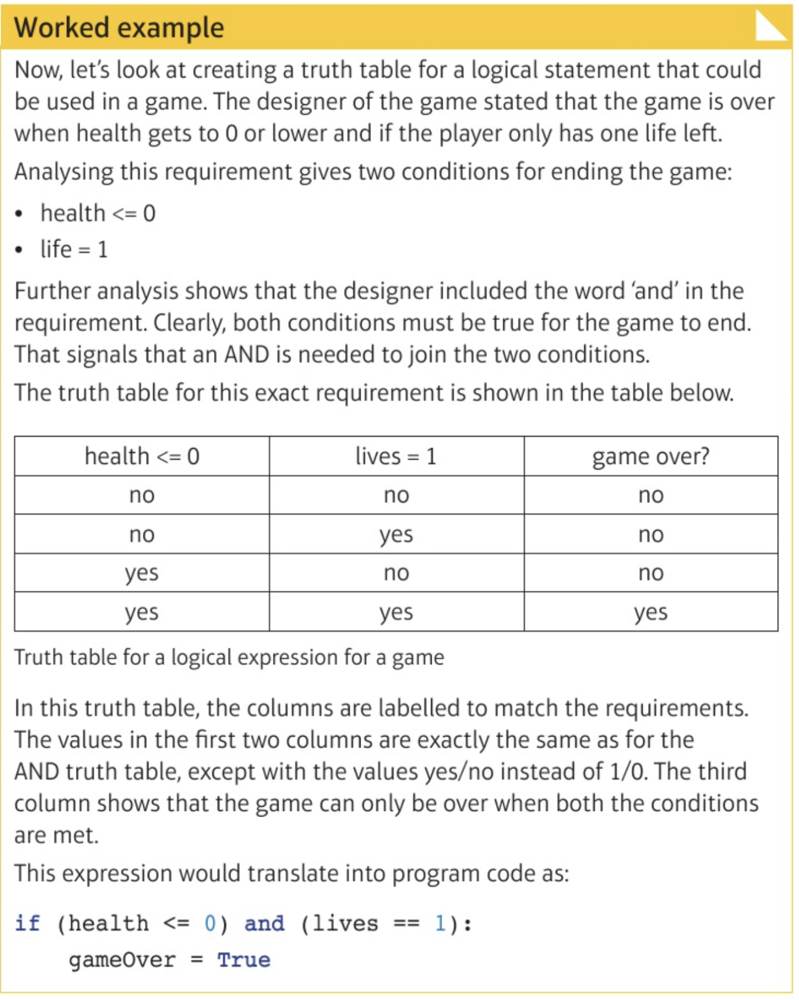 Worked example
Now, let's look at creating a truth table for a logical statement that could
be used in a game. The designer of the game stated that the game is over
when health gets to 0 or lower and if the player only has one life left.
Analysing this requirement gives two conditions for ending the game:
• health <= 0
• life = 1
Further analysis shows that the designer included the word ‘and’ in the
requirement. Clearly, both conditions must be true for the game to end.
That signals that an AND is needed to join the two conditions.
The truth table for this exact requirement is shown in the table below.
health <= 0 lives = 1 game over?
no no no
no yes no
yes no no
yes yes yes
Truth table for a logical expression for a game
In this truth table, the columns are labelled to match the requirements.
The values in the first two columns are exactly the same as for the
AND truth table, except with the values yes/no instead of 1/0. The third
column shows that the game can only be over when both the conditions
are met.
This expression would translate into program code as:
if (health <= 0) and (lives == 1):
    gameOver = True